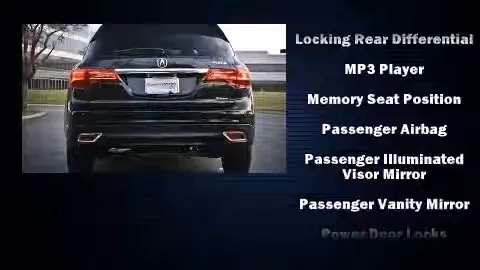 Locking Rear Differential
MP3 Player
Memory Seat Position
Passenger Airbag
Passenger Illuminated
Visor Mirror
Passenger Vanity Mirror
Power Door Locks